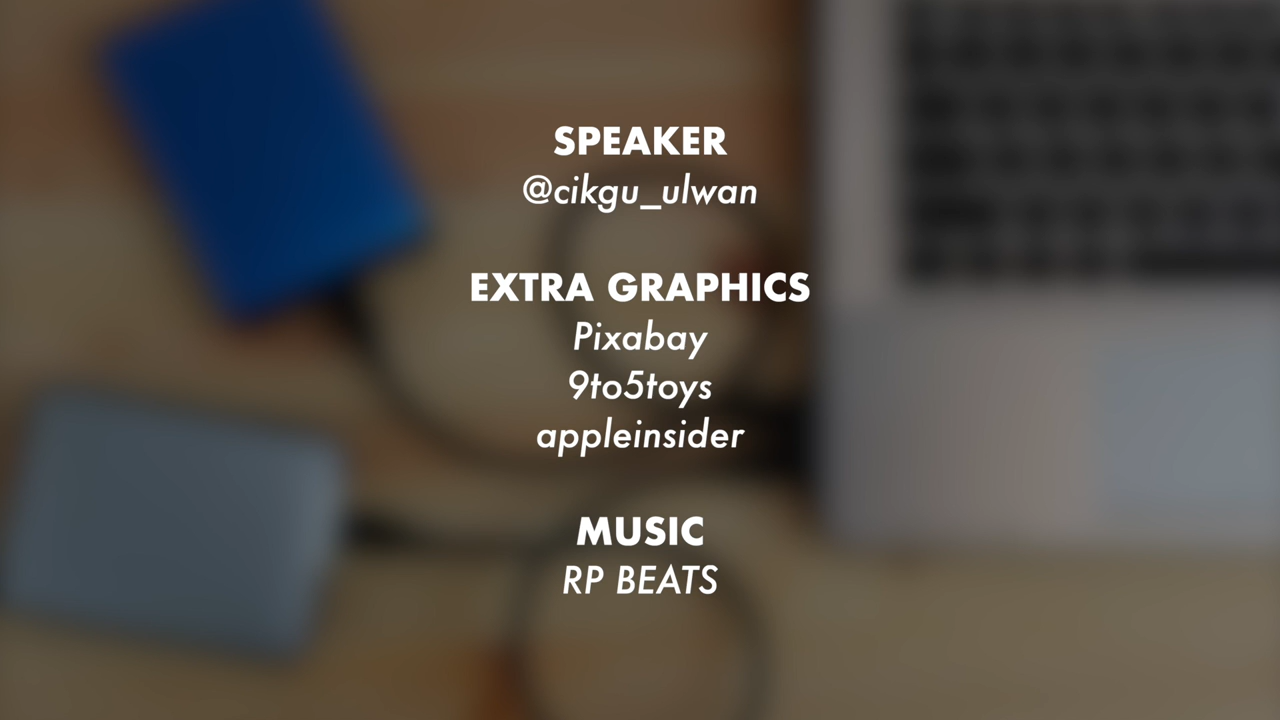 SPEAKER
@cikgu_ulwan
EXTRA GRAPHICS
Pixabay
9to5toys
appleinsider
MUSIC
RP BEATS